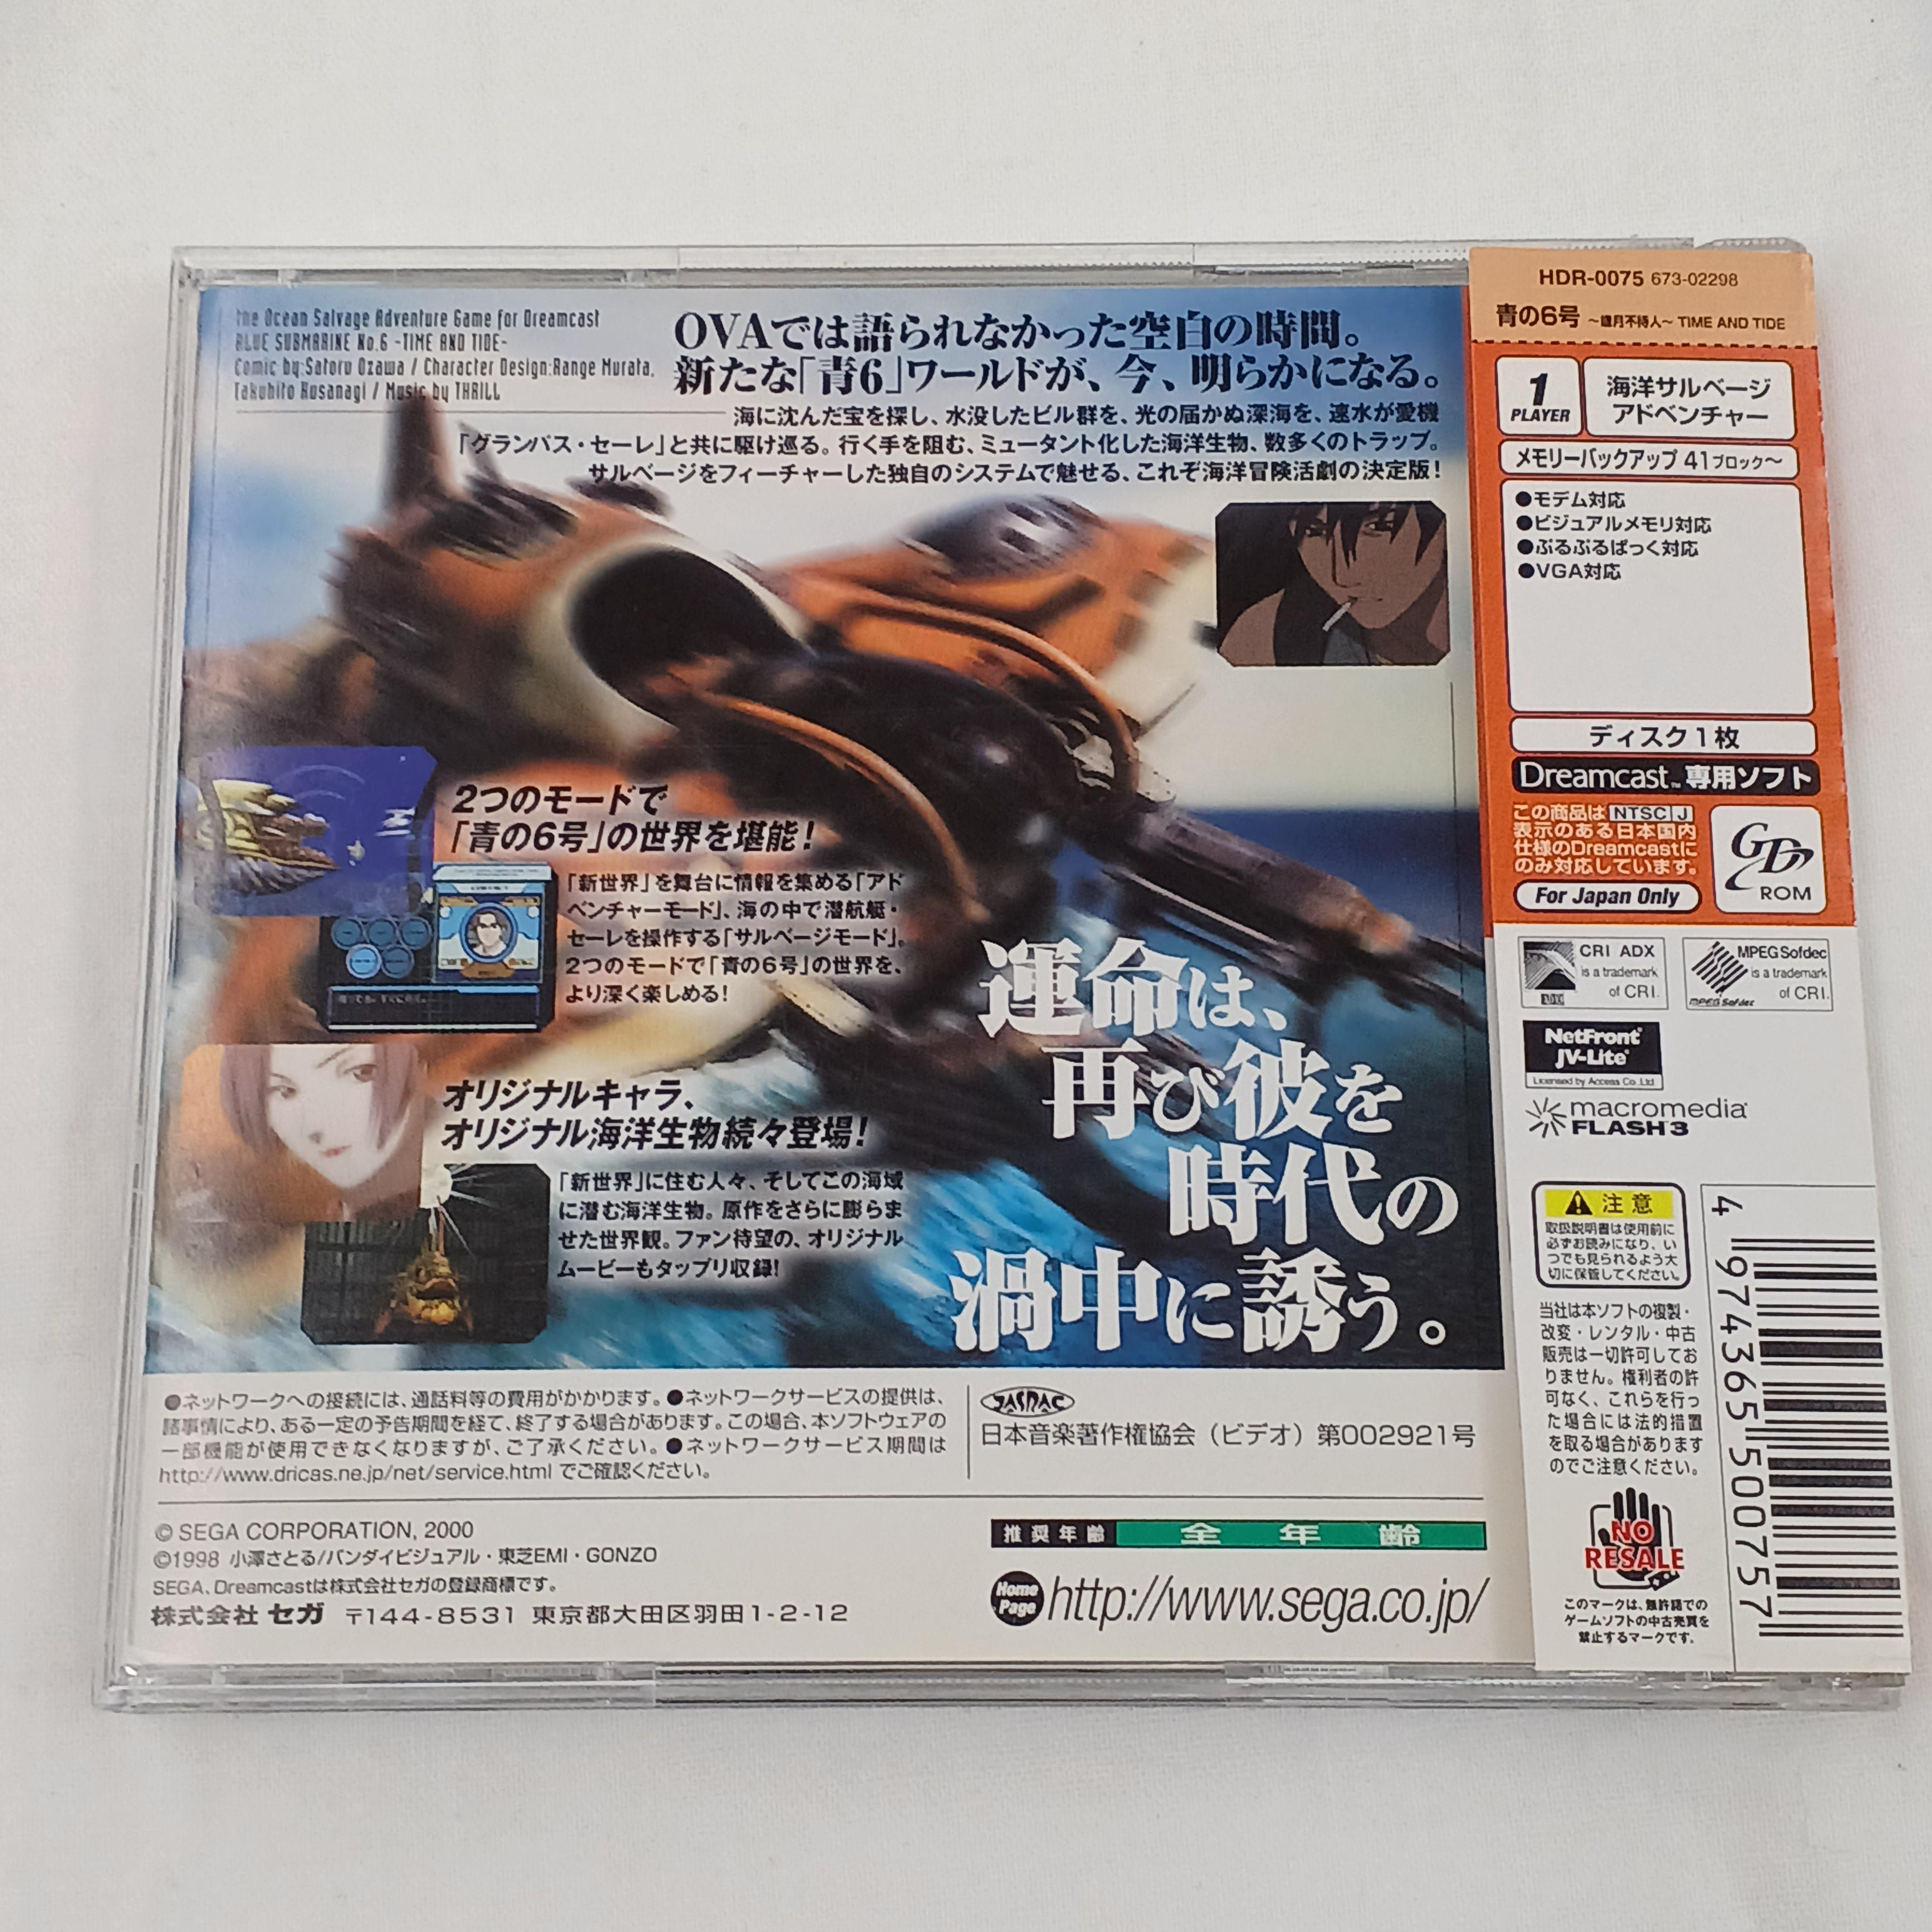 the Ocean Salvage Adventure Game for Dreamcast
BLUE SUBMARINE No.6 -TIME AND TIDE-
Comic by:Satoru Ozawa / Character Design:Range Murata,
Takuhito Kusanagi / Music by THRILL
OVAでは語られなかった空白の時間。
新たな「青6」ワールドが、今、明らかになる。
海に沈んだ宝を探し、水没したビル群を、光の届かぬ深海を、速水が愛機
「グランパス・セーレ」と共に駆け巡る。行く手を阻む、ミュータント化した海洋生物、数多くのトラップ。
サルベージをフィーチャーした独自のシステムで魅せる、これぞ海洋冒険活劇の決定版!
2つのモードで
「青の6号」の世界を堪能!
「新世界」を舞台に情報を集める「アド
ベンチャーモード」、海の中で潜航艇・
セーレを操作する「サルベージモード」。
2つのモードで「青の6号」の世界を、
より深く楽しめる!
オリジナルキャラ、
オリジナル海洋生物続々登場!
「新世界」に住む人々、そしてこの海域
に潜む海洋生物。原作をさらに膨らま
せた世界観。ファン待望の、オリジナル
ムービーもタップリ収録!
運命は、
再び彼を
時代の
渦中に誘う。
●ネットワークへの接続には、通話料等の費用がかかります。●ネットワークサービスの提供は、
諸事情により、ある一定の予告期間を経て、終了する場合があります。この場合、本ソフトウェアの
一部機能が使用できなくなりますが、ご了承ください。●ネットワークサービス期間は
http://www.dricas.ne.jp/net/service.html でご確認ください。
JASRAC
日本音楽著作権協会（ビデオ）第002921号
© SEGA CORPORATION, 2000
©1998 小澤さとる/バンダイビジュアル・東芝EMI・GONZO
SEGA、Dreamcastは株式会社セガの登録商標です。
株式会社 セガ 〒144-8531 東京都大田区羽田1-2-12
推奨年齢 全年齢
Home Page http://www.sega.co.jp/
HDR-0075 673-02298
青の6号 ～歳月不待人～ TIME AND TIDE
1 PLAYER
海洋サルベージ
アドベンチャー
メモリーバックアップ 41ブロック～
●モデム対応
●ビジュアルメモリ対応
●ぷるぷるぱっく対応
●VGA対応
ディスク1枚
Dreamcast™専用ソフト
この商品は NTSC J
表示のある日本国内
仕様のDreamcastに
のみ対応しています。
For Japan Only
GD ROM
CRI ADX
is a trademark
of CRI.
ADX
MPEG Sofdec
is a trademark
of CRI.
MPEG Sofdec
NetFront
JV-Lite
Licensed by Access Co.,Ltd.
macromedia
FLASH 3
注意
取扱説明書は使用前に
必ずお読みになり、い
つでも見られるよう大
切に保管してください。
当社は本ソフトの複製・
改変・レンタル・中古
販売は一切許可してお
りません。権利者の許
可なく、これらを行っ
た場合には法的措置
を取る場合があります
のでご注意ください。
NO
RESALE
このマークは、無許諾での
ゲームソフトの中古売買を
禁止するマークです。
4 974365 500757